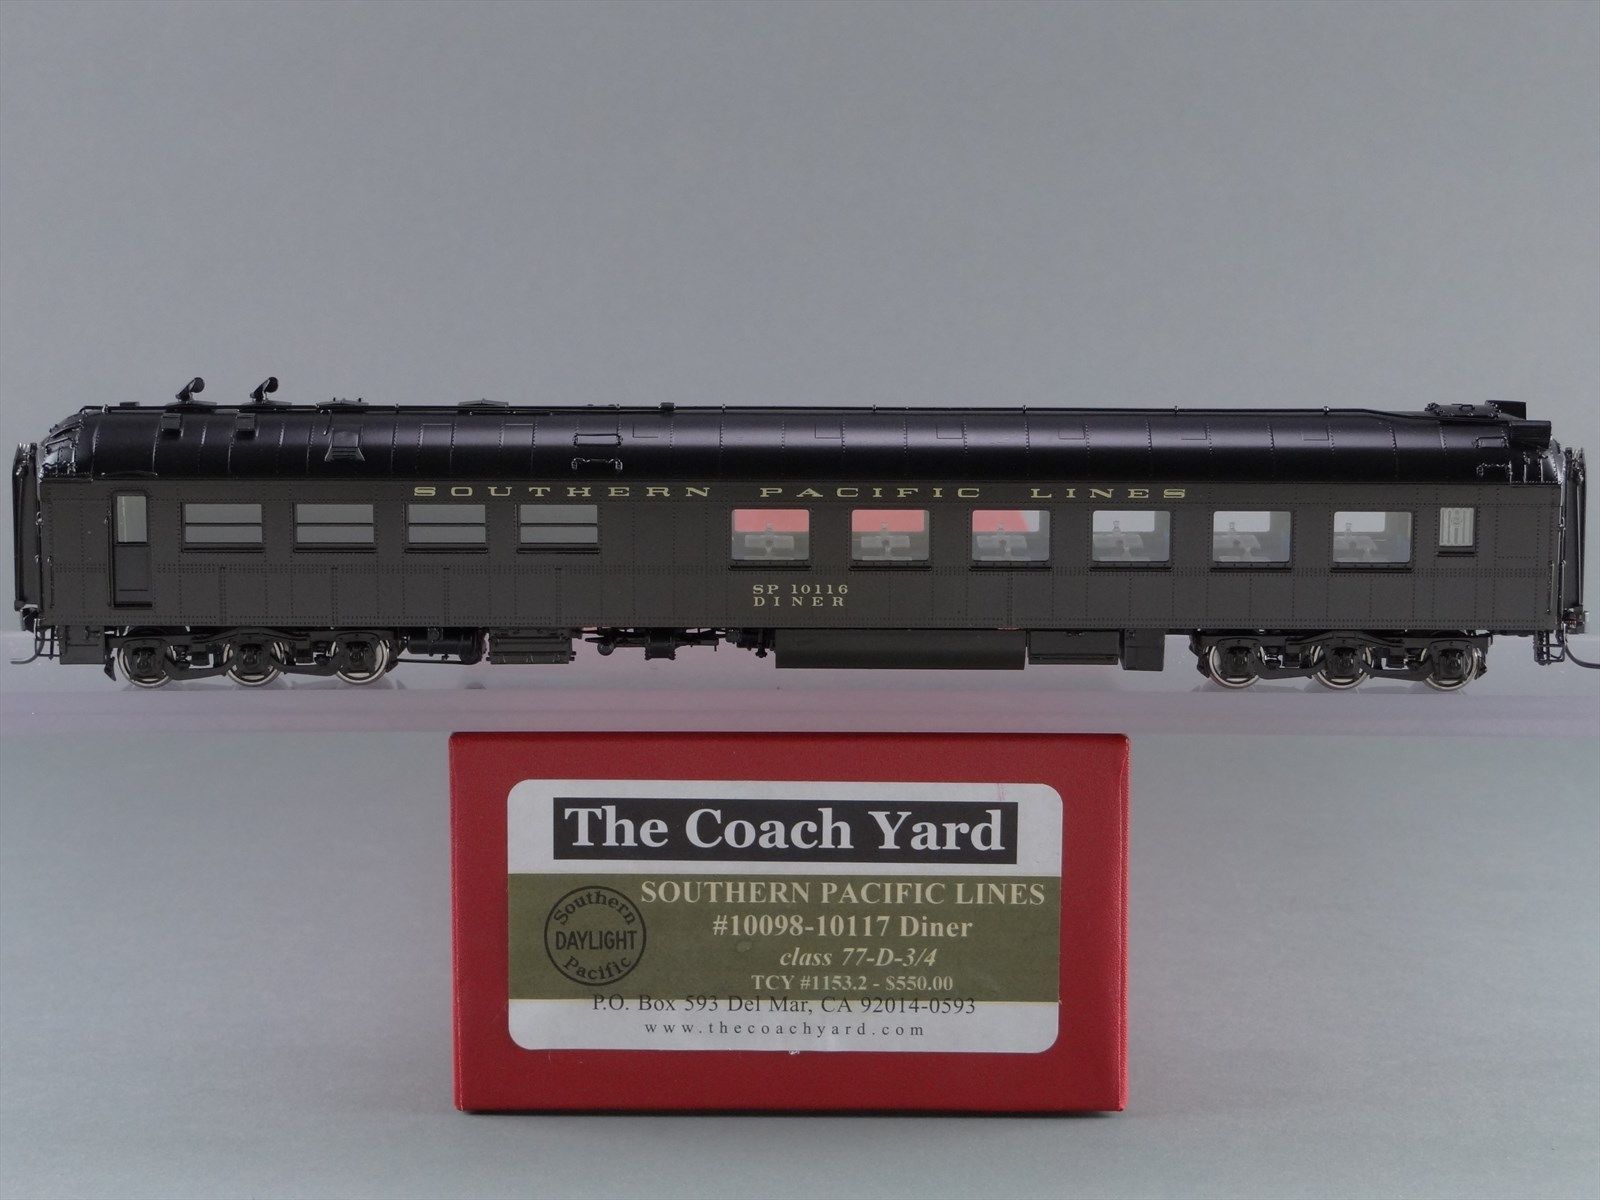 SOUTHERN PACIFIC LINES
SP 10116
DINER
The Coach Yard
Southern
DAYLIGHT
Pacific
SOUTHERN PACIFIC LINES
#10098-10117 Diner
class 77-D-3/4
TCY #1153.2 - $550.00
P.O. Box 593 Del Mar, CA 92014-0593
www.thecoachyard.com